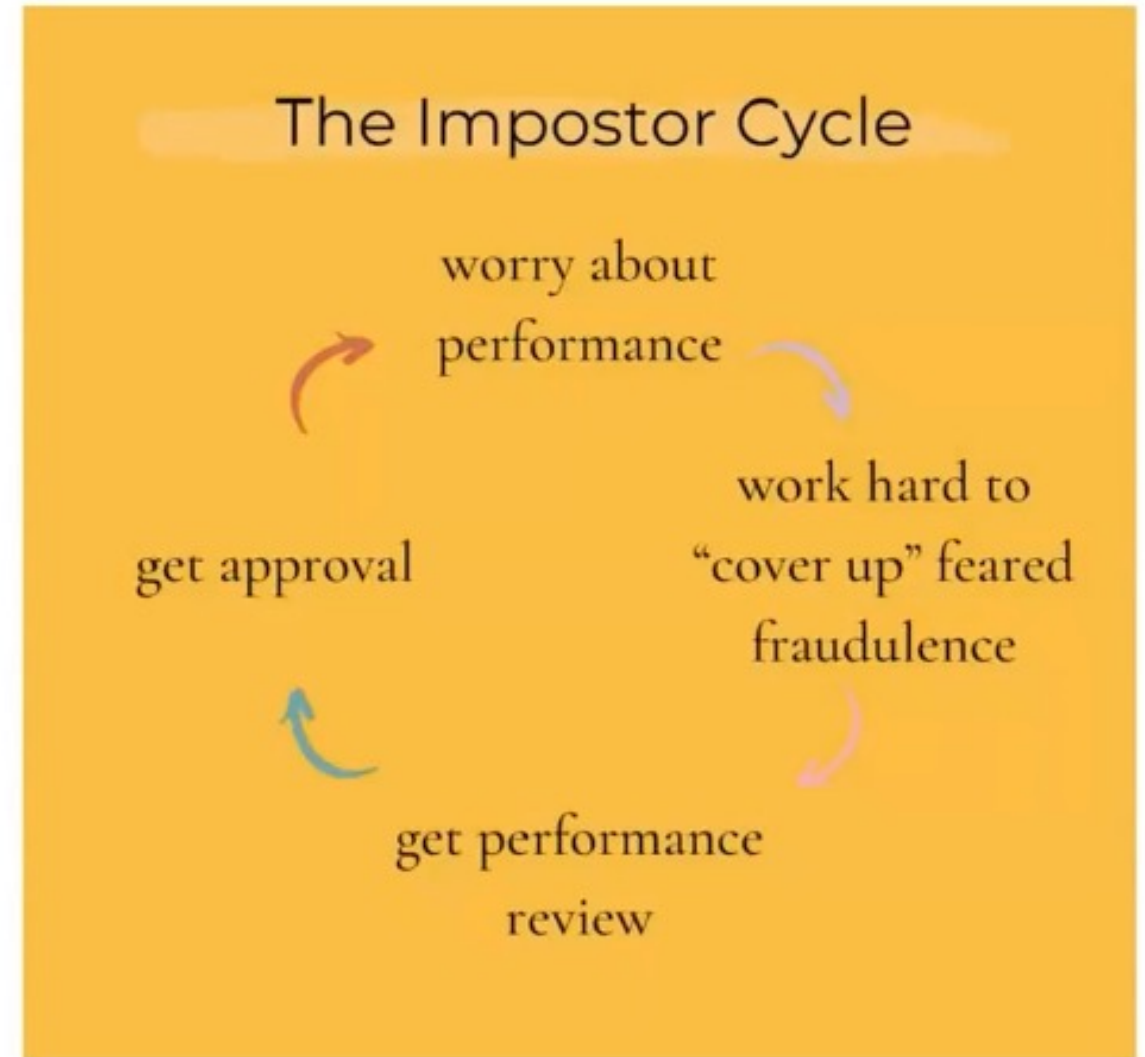 The Impostor Cycle
worry about
performance
work hard to
“cover up” feared
fraudulence
get performance
review
get approval